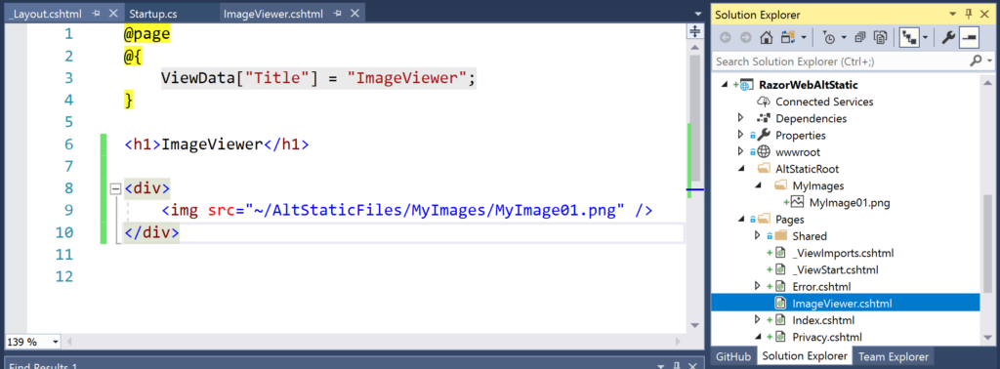 _Layout.cshtml Startup.cs ImageViewer.cshtml
1 @page
2 @{
3 ViewData["Title"] = "ImageViewer";
4 }
5
6 <h1>ImageViewer</h1>
7
8 <div>
9 <img src="~/AltStaticFiles/MyImages/MyImage01.png" />
10 </div>
11
12
139 %
Find Results 1
Solution Explorer
Search Solution Explorer (Ctrl+;)
RazorWebAltStatic
Connected Services
Dependencies
Properties
wwwroot
AltStaticRoot
MyImages
MyImage01.png
Pages
Shared
_ViewImports.cshtml
_ViewStart.cshtml
Error.cshtml
ImageViewer.cshtml
Index.cshtml
Privacy.cshtml
GitHub Solution Explorer Team Explorer